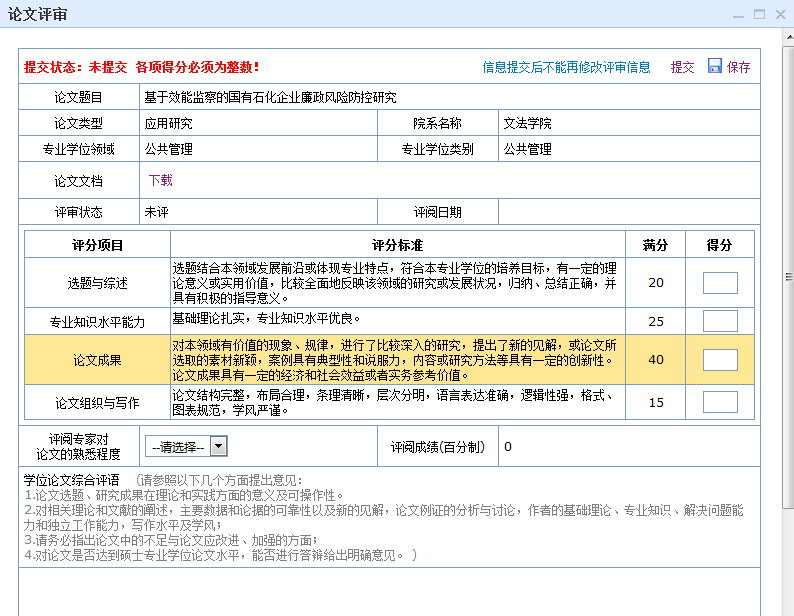 论文评审
提交状态：未提交 各项得分必须为整数！ 信息提交后不能再修改评审信息 提交 保存
论文题目 基于效能监察的国有石化企业廉政风险防控研究
论文类型 应用研究 院系名称 文法学院
专业学位领域 公共管理 专业学位类别 公共管理
论文文档 下载
评审状态 未评 评阅日期
评分项目 评分标准 满分 得分
选题与综述 20
选题结合本领域发展前沿或体现专业特点，符合本专业学位的培养目标，有一定的理
论意义或实用价值，比较全面地反映该领域的研究或发展状况，归纳、总结正确，并
具有积极的指导意义。
专业知识水平能力 基础理论扎实，专业知识水平优良。 25
论文成果 40
对本领域有价值的现象、规律，进行了比较深入的研究，提出了新的见解，或论文所
选取的素材新颖，案例具有典型性和说服力，内容或研究方法等具有一定的创新性。
论文成果具有一定的经济和社会效益或者实务参考价值。
论文组织与写作 15
论文结构完整，布局合理，条理清晰，层次分明，语言表达准确，逻辑性强，格式、
图表规范，学风严谨。
评阅专家对
论文的熟悉程度
--请选择-- 评阅成绩(百分制) 0
学位论文综合评语 （请参照以下几个方面提出意见：
1.论文选题、研究成果在理论和实践方面的意义及可操作性。
2.对相关理论和文献的阐述，主要数据和论据的可靠性以及新的见解，论文例证的分析与讨论，作者的基础理论、专业知识、解决问题能
力和独立工作能力，写作水平及学风；
3.请务必指出论文中的不足与论文应改进、加强的方面；
4.对论文是否达到硕士专业学位论文水平，能否进行答辩给出明确意见。 ）